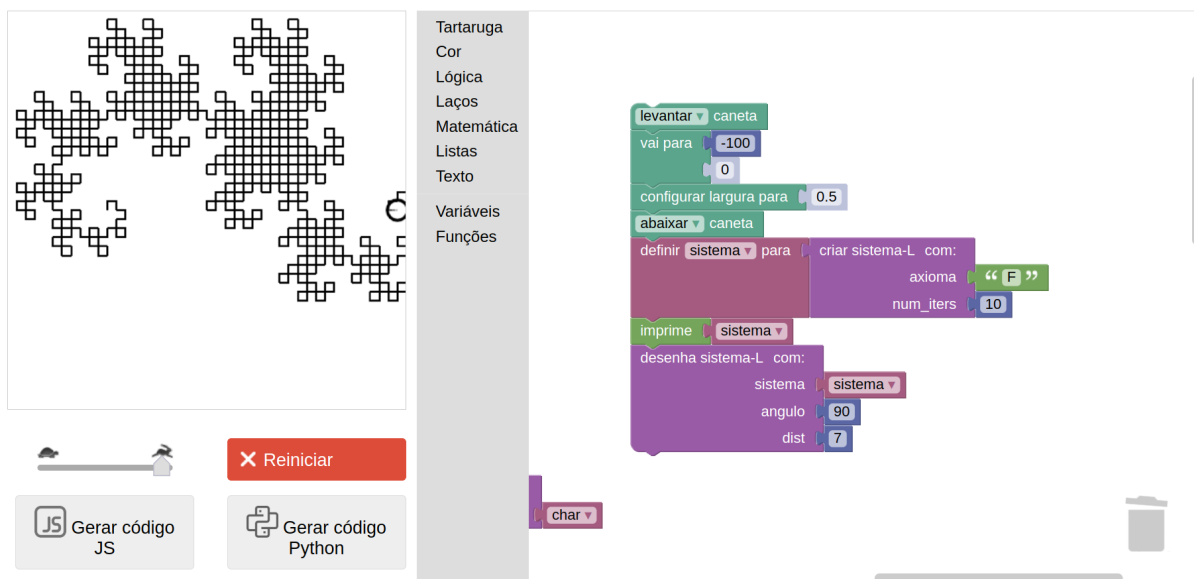 Tartaruga
Cor
Lógica
Laços
Matemática
Listas
Texto
Variáveis
Funções
levantar ▾ caneta
vai para -100
0
configurar largura para 0.5
abaixar ▾ caneta
definir sistema ▾ para criar sistema-L com:
axioma “ F ”
num_iters 10
imprime sistema ▾
desenha sistema-L com:
sistema sistema ▾
angulo 90
dist 7
char ▾
Reiniciar
JS Gerar código
JS
Gerar código
Python